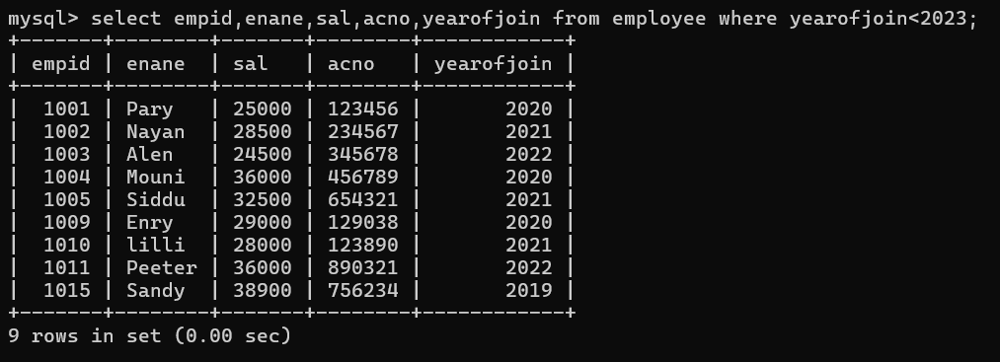 mysql> select empid,enane,sal,acno,yearofjoin from employee where yearofjoin<2023;
+-------+--------+-------+--------+------------+
| empid | enane  | sal   | acno   | yearofjoin |
+-------+--------+-------+--------+------------+
|  1001 | Pary   | 25000 | 123456 |       2020 |
|  1002 | Nayan  | 28500 | 234567 |       2021 |
|  1003 | Alen   | 24500 | 345678 |       2022 |
|  1004 | Mouni  | 36000 | 456789 |       2020 |
|  1005 | Siddu  | 32500 | 654321 |       2021 |
|  1009 | Enry   | 29000 | 129038 |       2020 |
|  1010 | lilli  | 28000 | 123890 |       2021 |
|  1011 | Peeter | 36000 | 890321 |       2022 |
|  1015 | Sandy  | 38900 | 756234 |       2019 |
+-------+--------+-------+--------+------------+
9 rows in set (0.00 sec)